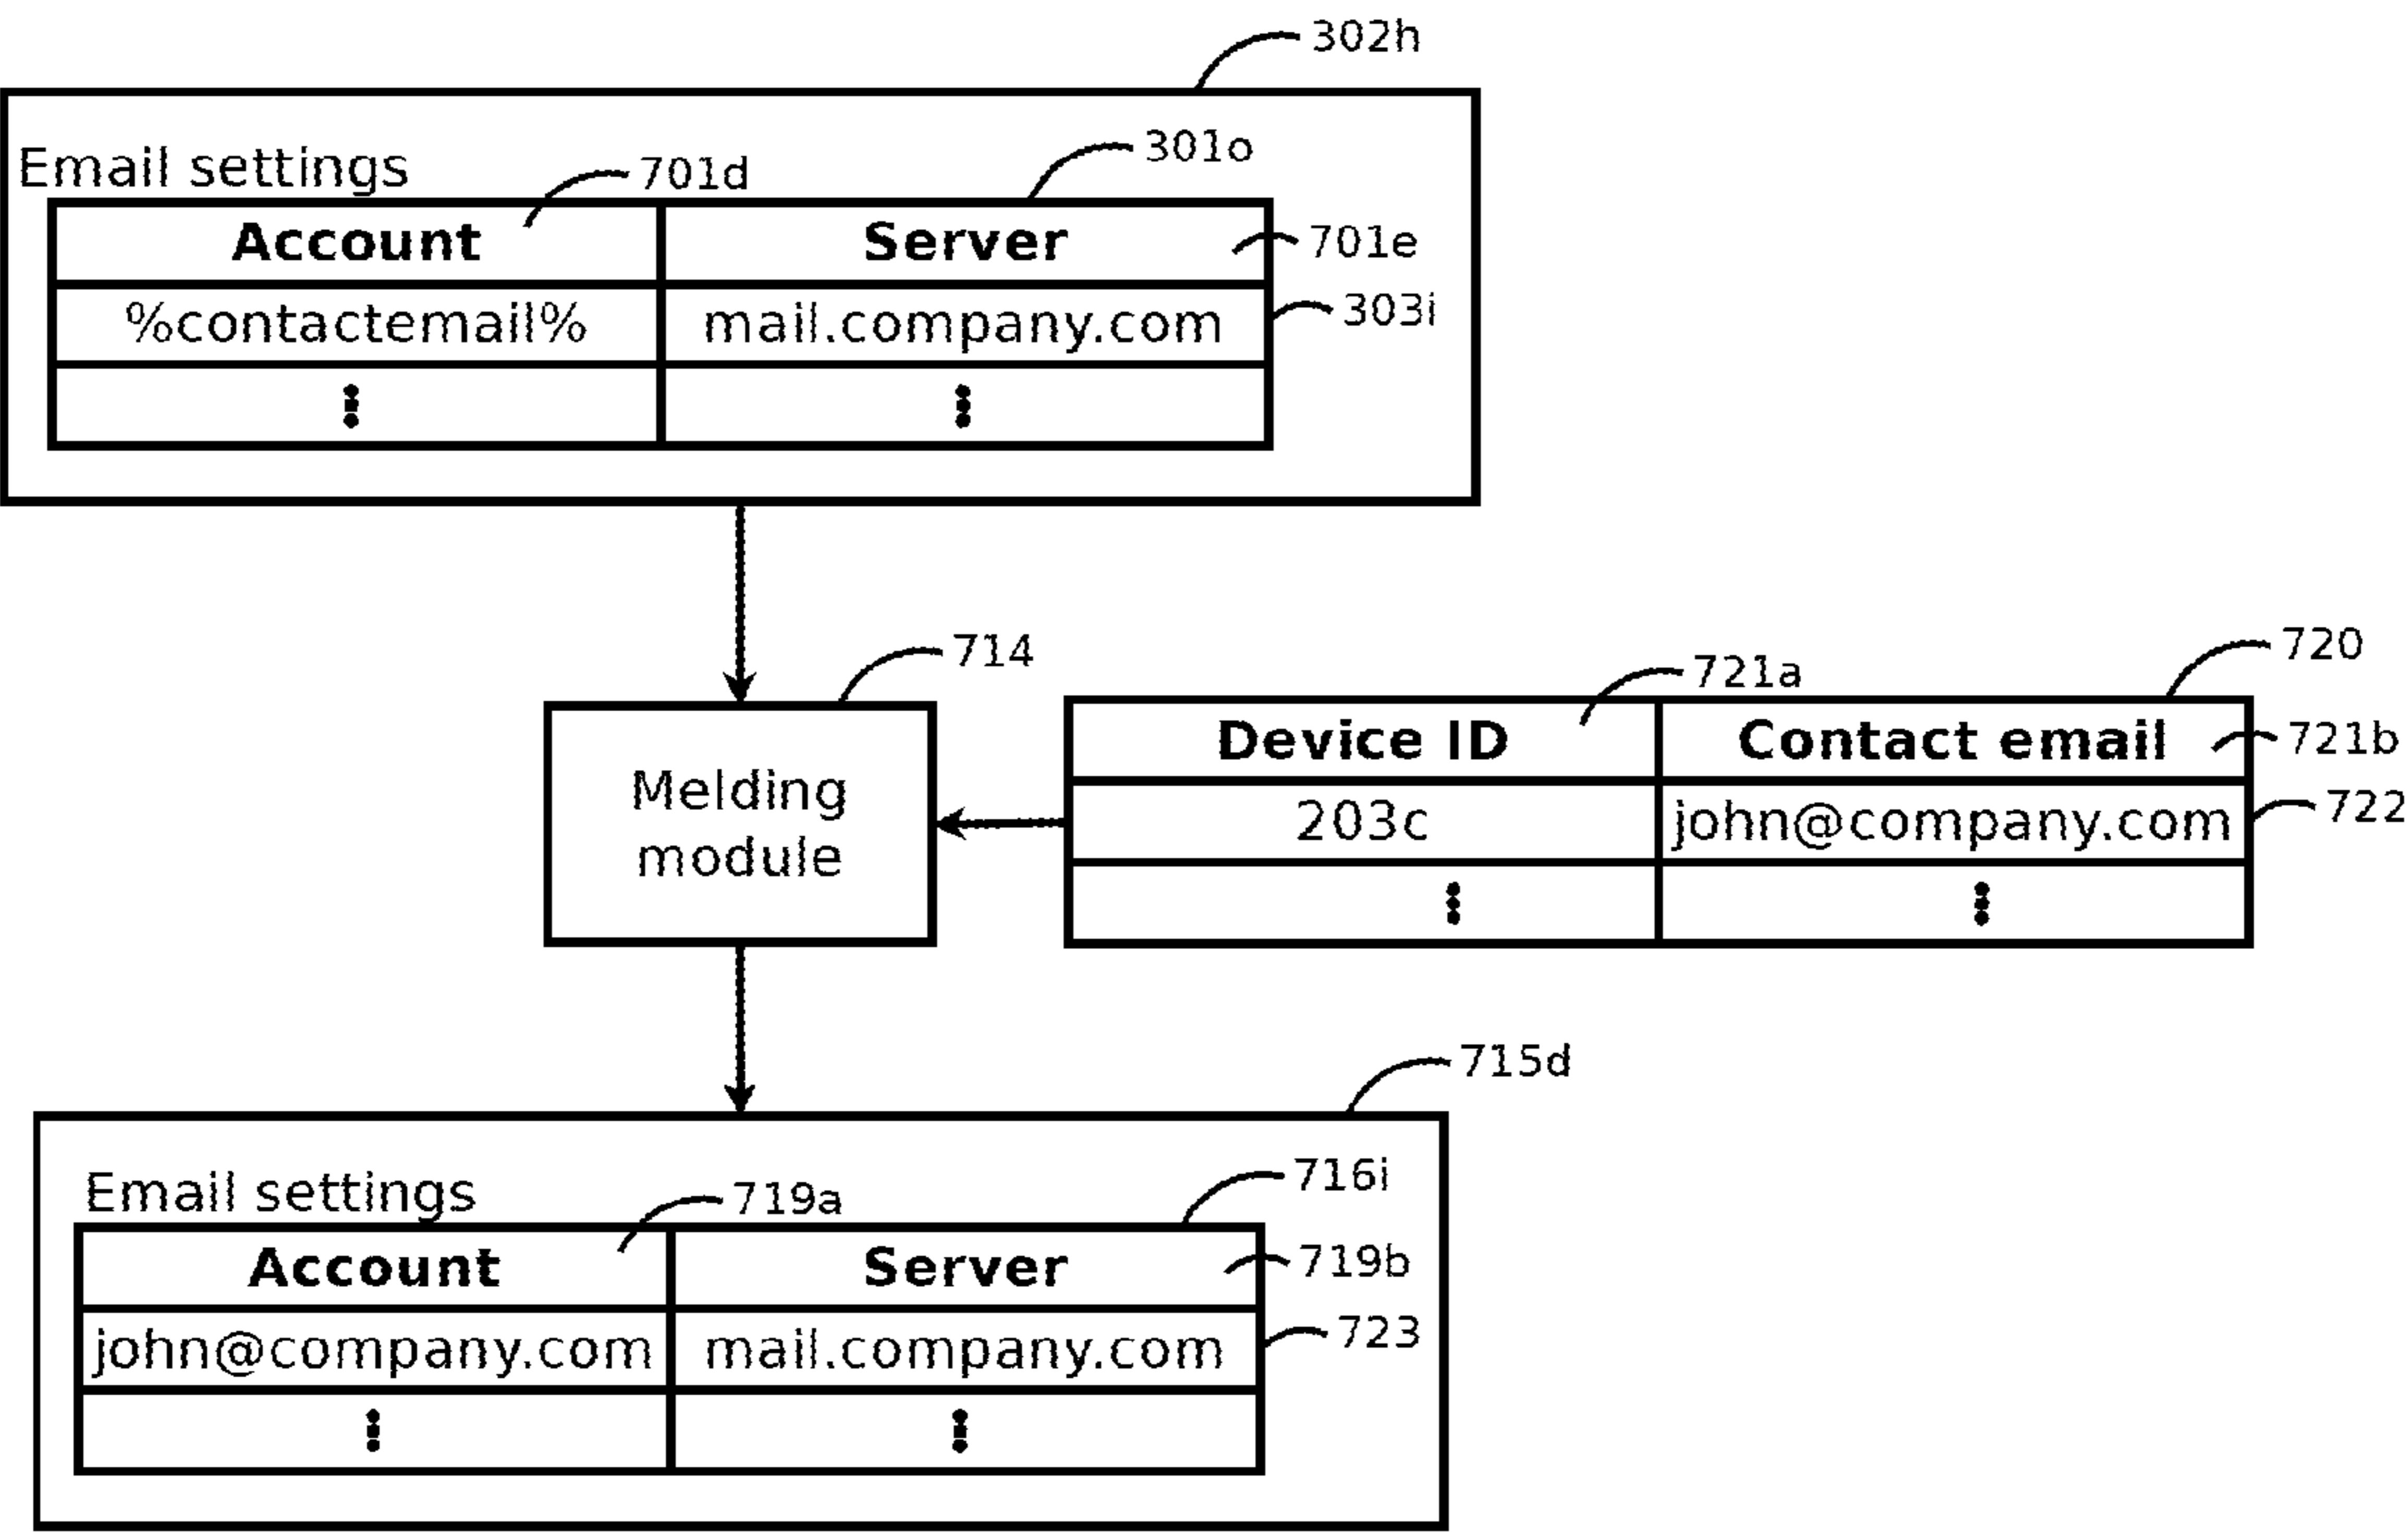 302h
Email settings
701d
301o
Account
Server
701e
%contactemail%
mail.company.com
303i
714
Melding
module
720
721a
Device ID
Contact email
721b
203c
john@company.com
722
715d
Email settings
719a
716i
Account
Server
719b
john@company.com
mail.company.com
723